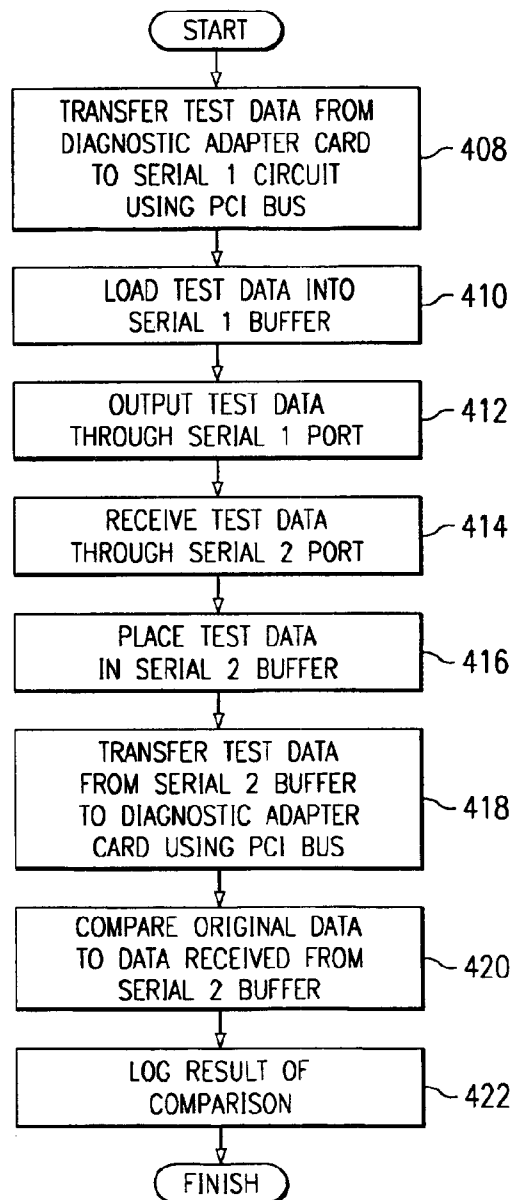 START
TRANSFER TEST DATA FROM
DIAGNOSTIC ADAPTER CARD
TO SERIAL 1 CIRCUIT
USING PCI BUS
408
LOAD TEST DATA INTO
SERIAL 1 BUFFER
410
OUTPUT TEST DATA
THROUGH SERIAL 1 PORT
412
RECEIVE TEST DATA
THROUGH SERIAL 2 PORT
414
PLACE TEST DATA
IN SERIAL 2 BUFFER
416
TRANSFER TEST DATA
FROM SERIAL 2 BUFFER
TO DIAGNOSTIC ADAPTER
CARD USING PCI BUS
418
COMPARE ORIGINAL DATA
TO DATA RECEIVED FROM
SERIAL 2 BUFFER
420
LOG RESULT OF
COMPARISON
422
FINISH